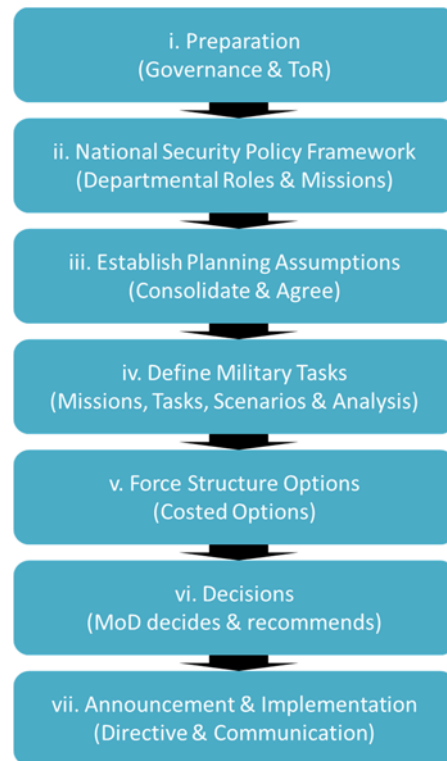 i. Preparation
(Governance & ToR)
ii. National Security Policy Framework
(Departmental Roles & Missions)
iii. Establish Planning Assumptions
(Consolidate & Agree)
iv. Define Military Tasks
(Missions, Tasks, Scenarios & Analysis)
v. Force Structure Options
(Costed Options)
vi. Decisions
(MoD decides & recommends)
vii. Announcement & Implementation
(Directive & Communication)